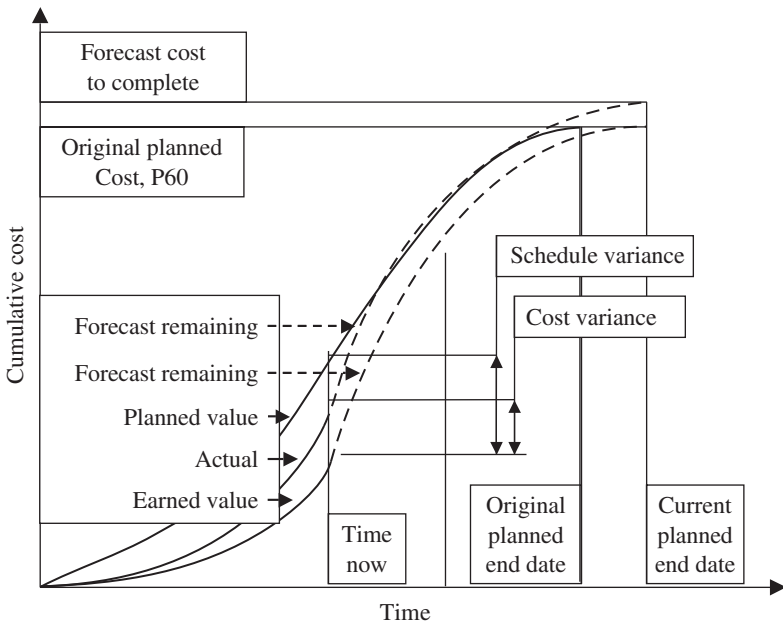 Forecast cost
to complete
Original planned
Cost, P60
Cumulative cost
Schedule variance
Cost variance
Forecast remaining
Forecast remaining
Planned value
Actual
Earned value
Time
now
Original
planned
end date
Current
planned
end date
Time